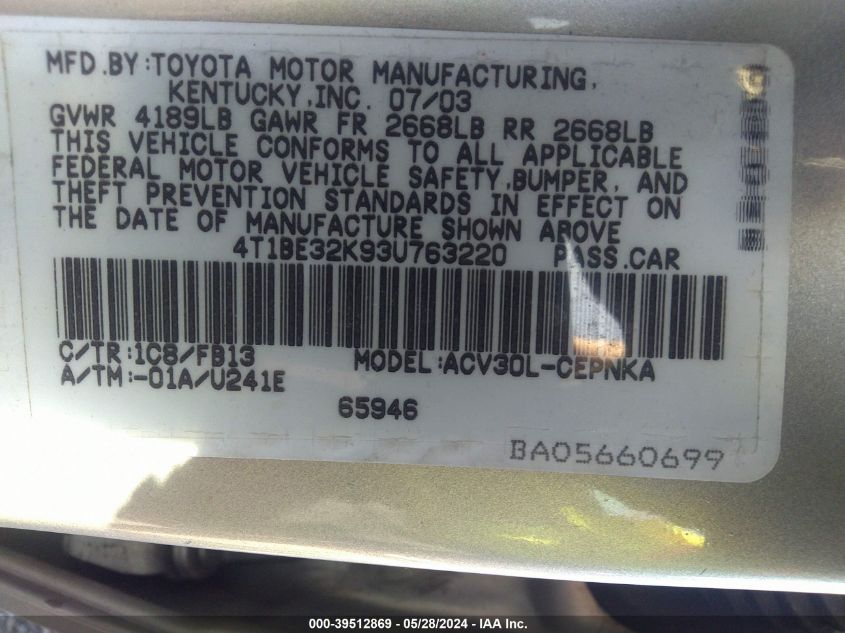 MFD.BY:TOYOTA MOTOR MANUFACTURING,
KENTUCKY,INC. 07/03
GVWR 4189LB GAWR FR 2668LB RR 2668LB
THIS VEHICLE CONFORMS TO ALL APPLICABLE
FEDERAL MOTOR VEHICLE SAFETY,BUMPER, AND
THEFT PREVENTION STANDARDS IN EFFECT ON
THE DATE OF MANUFACTURE SHOWN ABOVE
4T1BE32K93U763220 PASS.CAR
C/TR:1C8/FB13 MODEL:ACV30L-CEPNKA
A/TM:-01A/U241E
65946
BA05660699
000-39512869 - 05/28/2024 - IAA Inc.